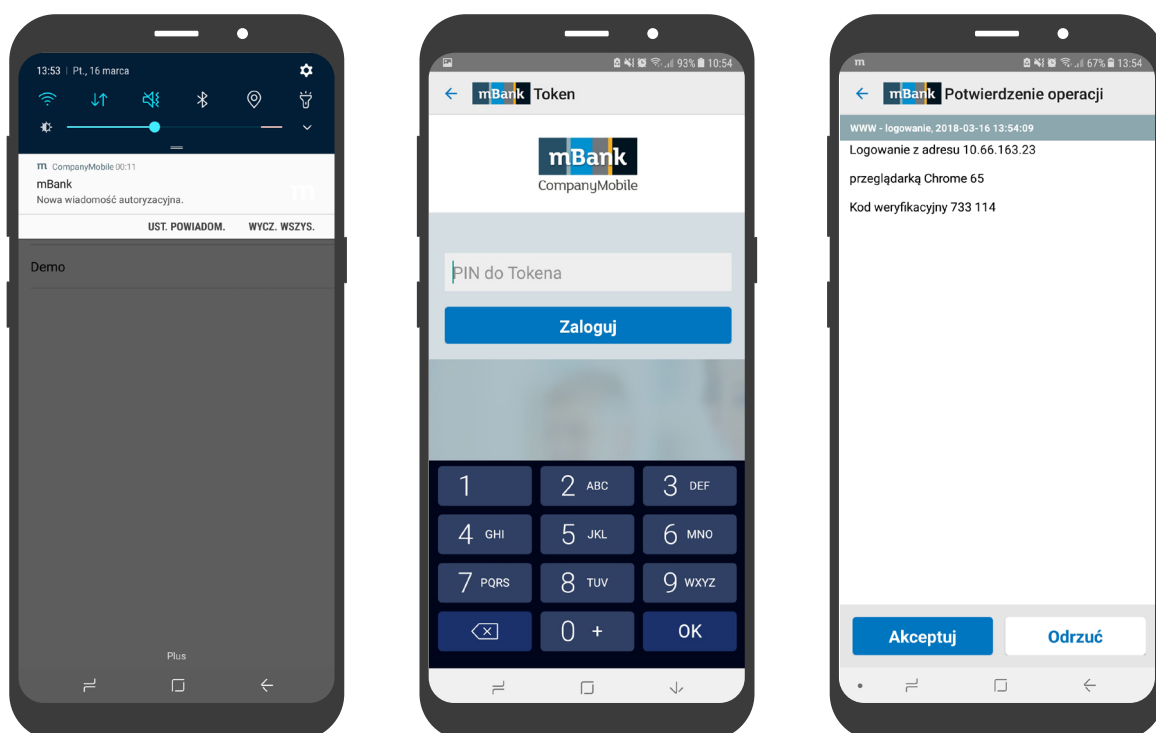 13:53 | Pt., 16 marca
m CompanyMobile 00:11
mBank
Nowa wiadomość autoryzacyjna.
UST. POWIADOM. WYCZ. WSZYS.
Demo
Plus
93% 10:54
mBank Token
mBank
CompanyMobile
PIN do Tokena
Zaloguj
1 2 ABC 3 DEF
4 GHI 5 JKL 6 MNO
7 PQRS 8 TUV 9 WXYZ
0 + OK
m 67% 13:54
mBank Potwierdzenie operacji
WWW - logowanie, 2018-03-16 13:54:09
Logowanie z adresu 10.66.163.23
przeglądarką Chrome 65
Kod weryfikacyjny 733 114
Akceptuj Odrzuć